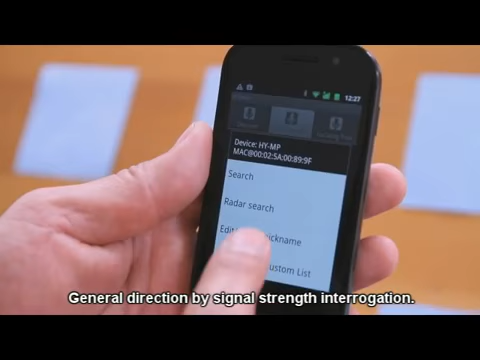 12:27
Device: HY-MP
MAC@00:02:5A:00:89:9F
Search
Radar search
nickname
List
General direction by signal strength interrogation.